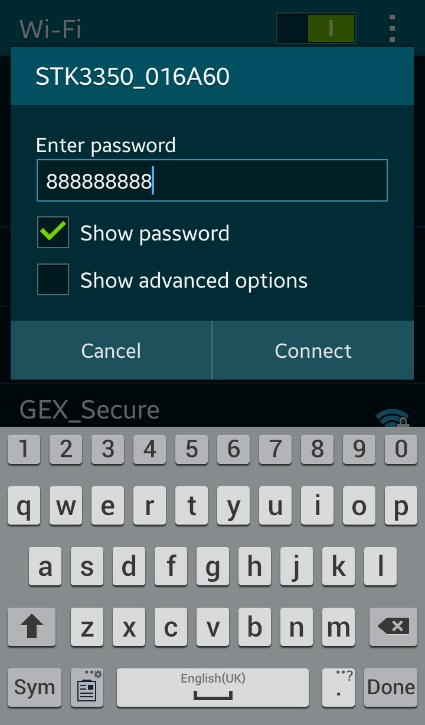 Wi-Fi
STK3350_016A60
Enter password
888888888
Show password
Show advanced options
Cancel Connect
GEX_Secure
1 2 3 4 5 6 7 8 9 0
q w e r t y u i o p
a s d f g h j k l
z x c v b n m
Sym English(UK) . ? Done